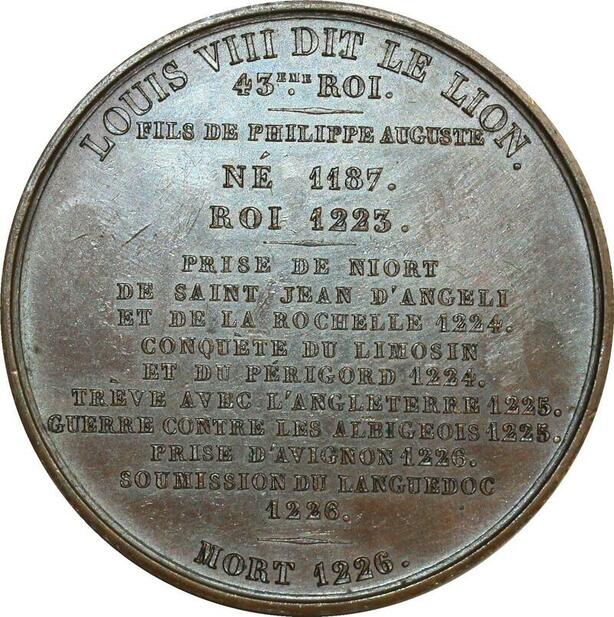 LOUIS VIII DIT LE LION.
43EME. ROI.
FILS DE PHILIPPE AUGUSTE
NÉ 1187.
ROI 1223.
PRISE DE NIORT
DE SAINT JEAN D'ANGELI
ET DE LA ROCHELLE 1224.
CONQUETE DU LIMOSIN
ET DU PÉRIGORD 1224.
TRÈVE AVEC L'ANGLETERRE 1225.
GUERRE CONTRE LES ALBIGEOIS 1225.
PRISE D'AVIGNON 1226.
SOUMISSION DU LANGUEDOC
1226.
MORT 1226.